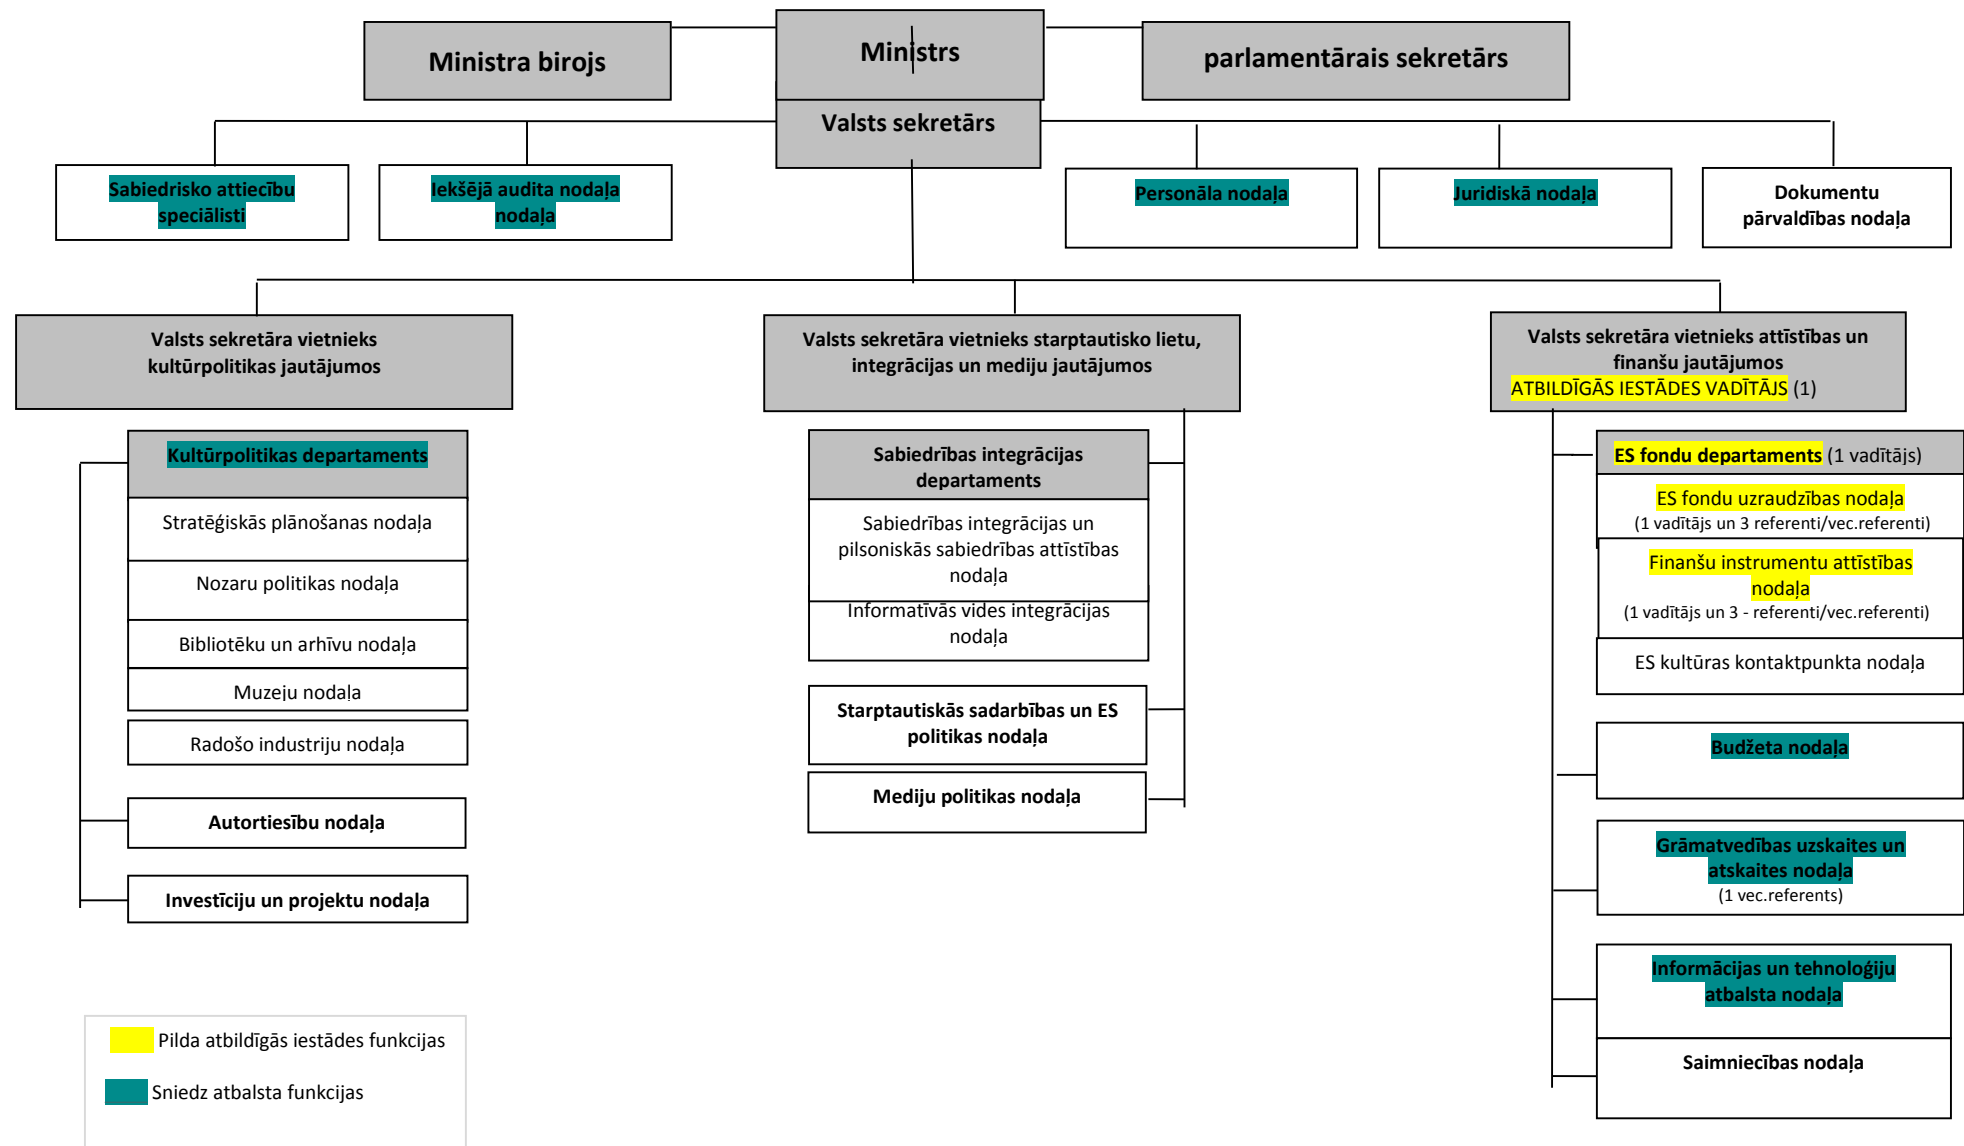 Ministra birojs
Ministrs
parlamentārais sekretārs
Valsts sekretārs
Sabiedrisko attiecību
speciālisti
Iekšējā audita nodaļa
nodaļa
Personāla nodaļa
Juridiskā nodaļa
Dokumentu
pārvaldības nodaļa
Valsts sekretāra vietnieks
kultūrpolitikas jautājumos
Valsts sekretāra vietnieks starptautisko lietu,
integrācijas un mediju jautājumos
Valsts sekretāra vietnieks attīstības un
finanšu jautājumos
ATBILDĪGĀS IESTĀDES VADĪTĀJS (1)
Kultūrpolitikas departaments
Stratēģiskās plānošanas nodaļa
Nozaru politikas nodaļa
Bibliotēku un arhīvu nodaļa
Muzeju nodaļa
Radošo industriju nodaļa
Autortiesību nodaļa
Investīciju un projektu nodaļa
Sabiedrības integrācijas
departaments
Sabiedrības integrācijas un
pilsoniskās sabiedrības attīstības
nodaļa
Informatīvās vides integrācijas
nodaļa
Starptautiskās sadarbības un ES
politikas nodaļa
Mediju politikas nodaļa
ES fondu departaments (1 vadītājs)
ES fondu uzraudzības nodaļa
(1 vadītājs un 3 referenti/vec.referenti)
Finanšu instrumentu attīstības
nodaļa
(1 vadītājs un 3 - referenti/vec.referenti)
ES kultūras kontaktpunkta nodaļa
Budžeta nodaļa
Grāmatvedības uzskaites un
atskaites nodaļa
(1 vec.referents)
Informācijas un tehnoloģiju
atbalsta nodaļa
Saimniecības nodaļa
Pilda atbildīgās iestādes funkcijas
Sniedz atbalsta funkcijas